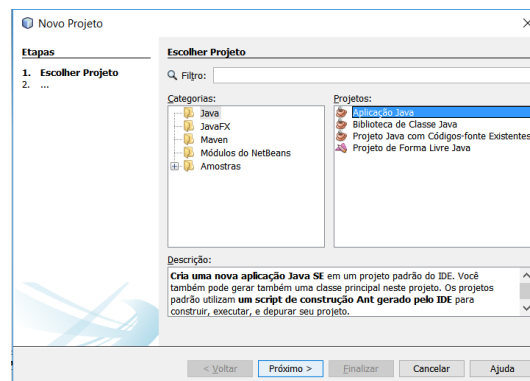 Novo Projeto
Etapas
1. Escolher Projeto
2. ...
Escolher Projeto
Filtro:
Categorias:
Java
JavaFX
Maven
Módulos do NetBeans
Amostras
Projetos:
Aplicação Java
Biblioteca de Classe Java
Projeto Java com Códigos-fonte Existentes
Projeto de Forma Livre Java
Descrição:
Cria uma nova aplicação Java SE em um projeto padrão do IDE. Você
também pode gerar também uma classe principal neste projeto. Os projetos
padrão utilizam um script de construção Ant gerado pelo IDE para
construir, executar, e depurar seu projeto.
< Voltar
Próximo >
Finalizar
Cancelar
Ajuda